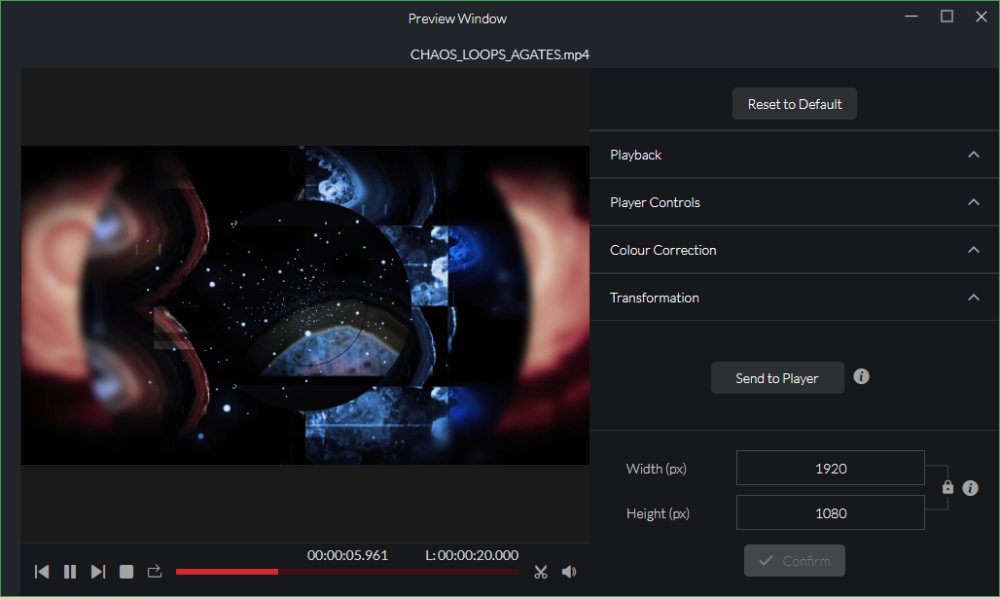 Preview Window
CHAOS_LOOPS_AGATES.mp4
Reset to Default
Playback
Player Controls
Colour Correction
Transformation
Send to Player
Width (px)
1920
Height (px)
1080
Confirm
00:00:05.961
L:00:00:20.000